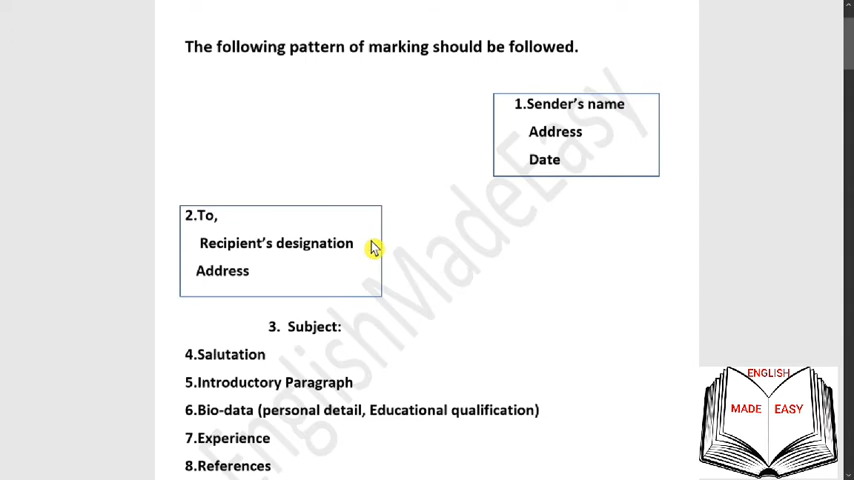 The following pattern of marking should be followed.
1.Sender's name
Address
Date
2.To,
Recipient's designation
Address
3. Subject:
4.Salutation
5.Introductory Paragraph
6.Bio-data (personal detail, Educational qualification)
7.Experience
8.References
EnglishMadeEasy
ENGLISH
MADE EASY